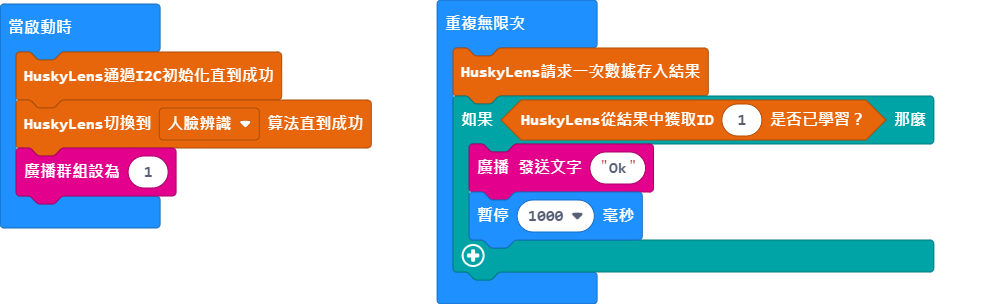 當啟動時
HuskyLens通過I2C初始化直到成功
HuskyLens切換到 人臉辨識 算法直到成功
廣播群組設為 1
重複無限次
HuskyLens請求一次數據存入結果
如果 HuskyLens從結果中獲取ID 1 是否已學習？ 那麼
廣播 發送文字 "Ok"
暫停 1000 毫秒